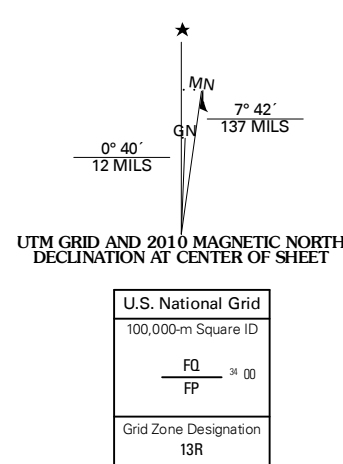 MN
7° 42´
137 MILS
GN
0° 40´
12 MILS
UTM GRID AND 2010 MAGNETIC NORTH
DECLINATION AT CENTER OF SHEET
U.S. National Grid
100,000-m Square ID
FQ
34 00
FP
Grid Zone Designation
13R